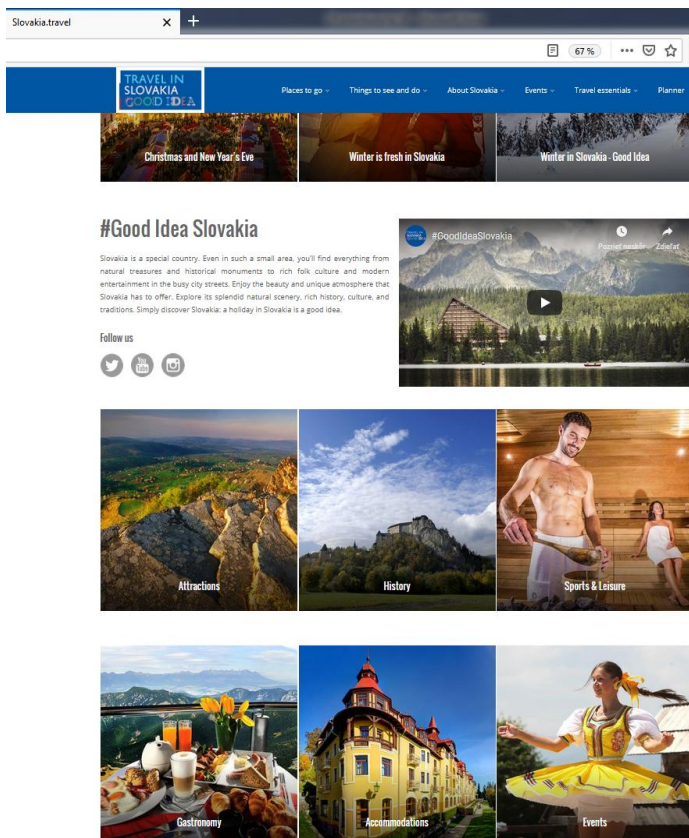 Slovakia.travel
67 %
TRAVEL IN
SLOVAKIA
GOOD IDEA
Places to go
Things to see and do
About Slovakia
Events
Travel essentials
Planner
Christmas and New Year's Eve
Winter is fresh in Slovakia
Winter in Slovakia - Good Idea
#Good Idea Slovakia
Slovakia is a special country. Even in such a small area, you'll find everything from
natural treasures and historical monuments to rich folk culture and modern
entertainment in the busy city streets. Enjoy the beauty and unique atmosphere that
Slovakia has to offer. Explore its splendid natural scenery, rich history, culture, and
traditions. Simply discover Slovakia: a holiday in Slovakia is a good idea.
Follow us
You
Tube
#GoodIdeaSlovakia
Pozrieť neskôr
Zdieľať
Attractions
History
Sports & Leisure
Gastronomy
Accommodations
Events